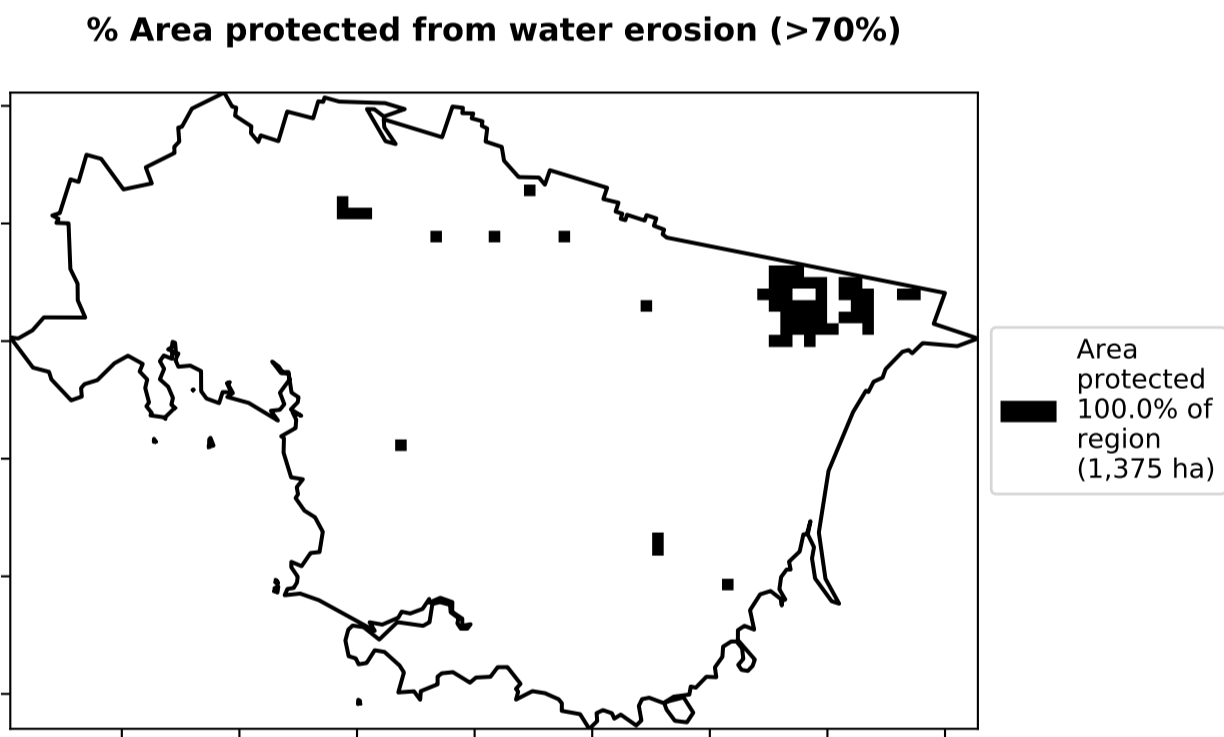 % Area protected from water erosion (>70%)
Area
protected
100.0% of
region
(1,375 ha)